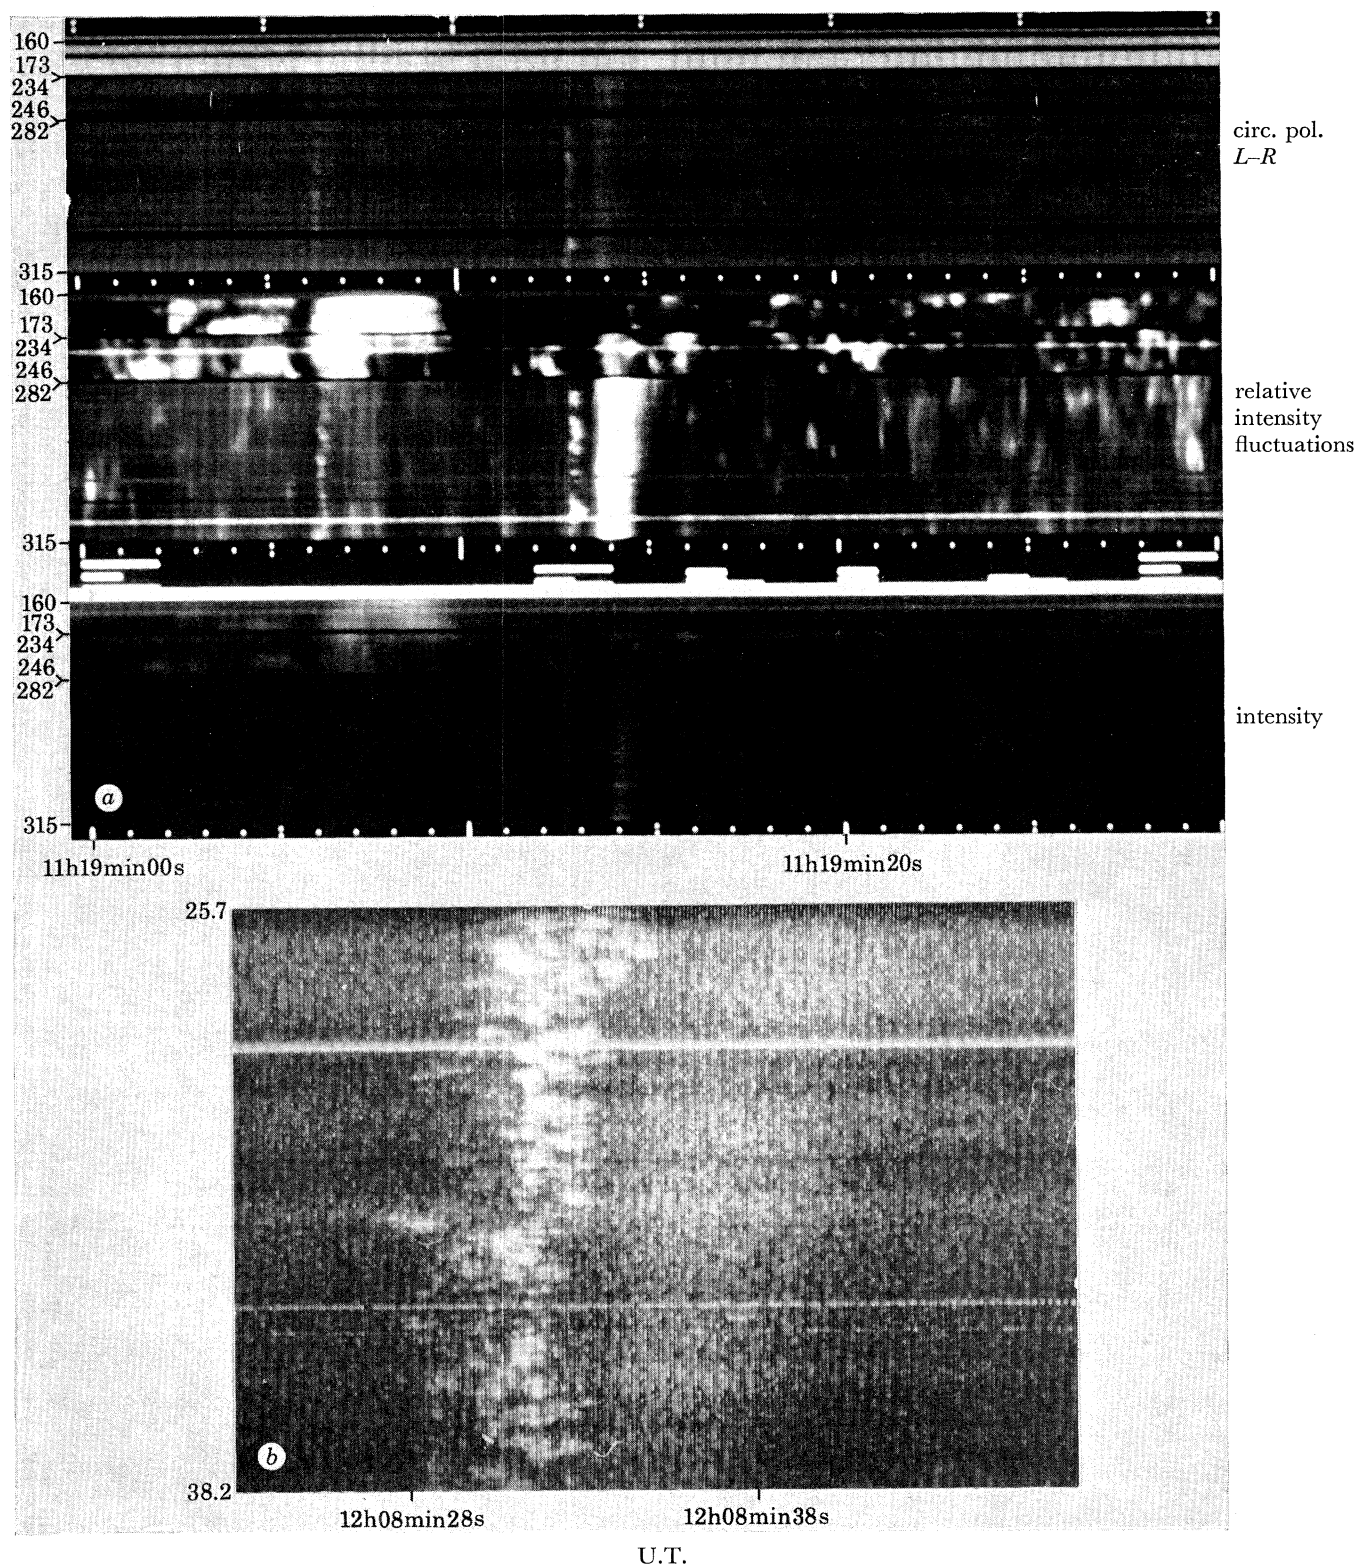 160
173
234
246
282
circ. pol.
L–R
315
160
173
234
246
282
relative
intensity
fluctuations
315
160
173
234
246
282
intensity
a
315
11h19min00s
11h19min20s
25.7
b
38.2
12h08min28s
12h08min38s
U.T.